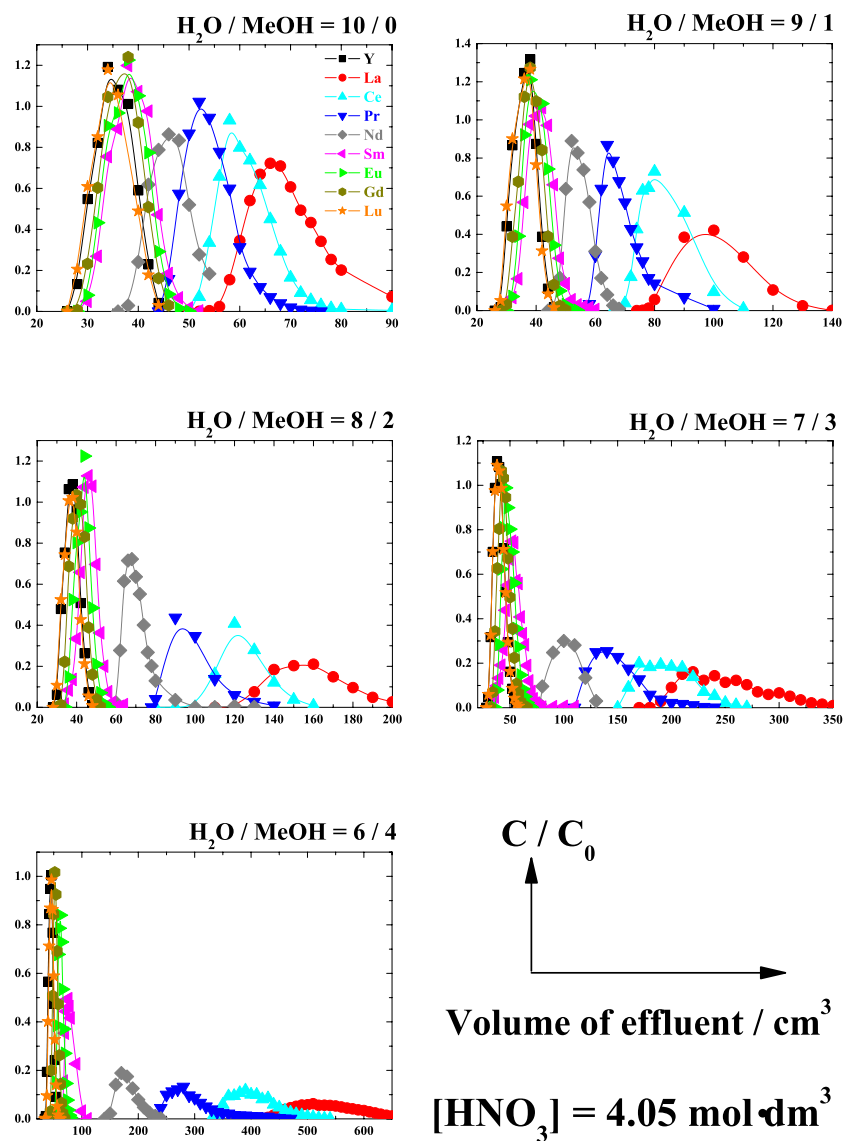 H2O / MeOH = 10 / 0
1.2
1.0
0.8
0.6
0.4
0.2
0.0
20 30 40 50 60 70 80 90
Y
La
Ce
Pr
Nd
Sm
Eu
Gd
Lu
H2O / MeOH = 9 / 1
1.4
1.2
1.0
0.8
0.6
0.4
0.2
0.0
20 40 60 80 100 120 140
H2O / MeOH = 8 / 2
1.2
1.0
0.8
0.6
0.4
0.2
0.0
20 40 60 80 100 120 140 160 180 200
H2O / MeOH = 7 / 3
1.2
1.0
0.8
0.6
0.4
0.2
0.0
50 100 150 200 250 300 350
H2O / MeOH = 6 / 4
1.0
0.8
0.6
0.4
0.2
0.0
100 200 300 400 500 600
C / C0
Volume of effluent / cm3
[HNO3] = 4.05 mol•dm3